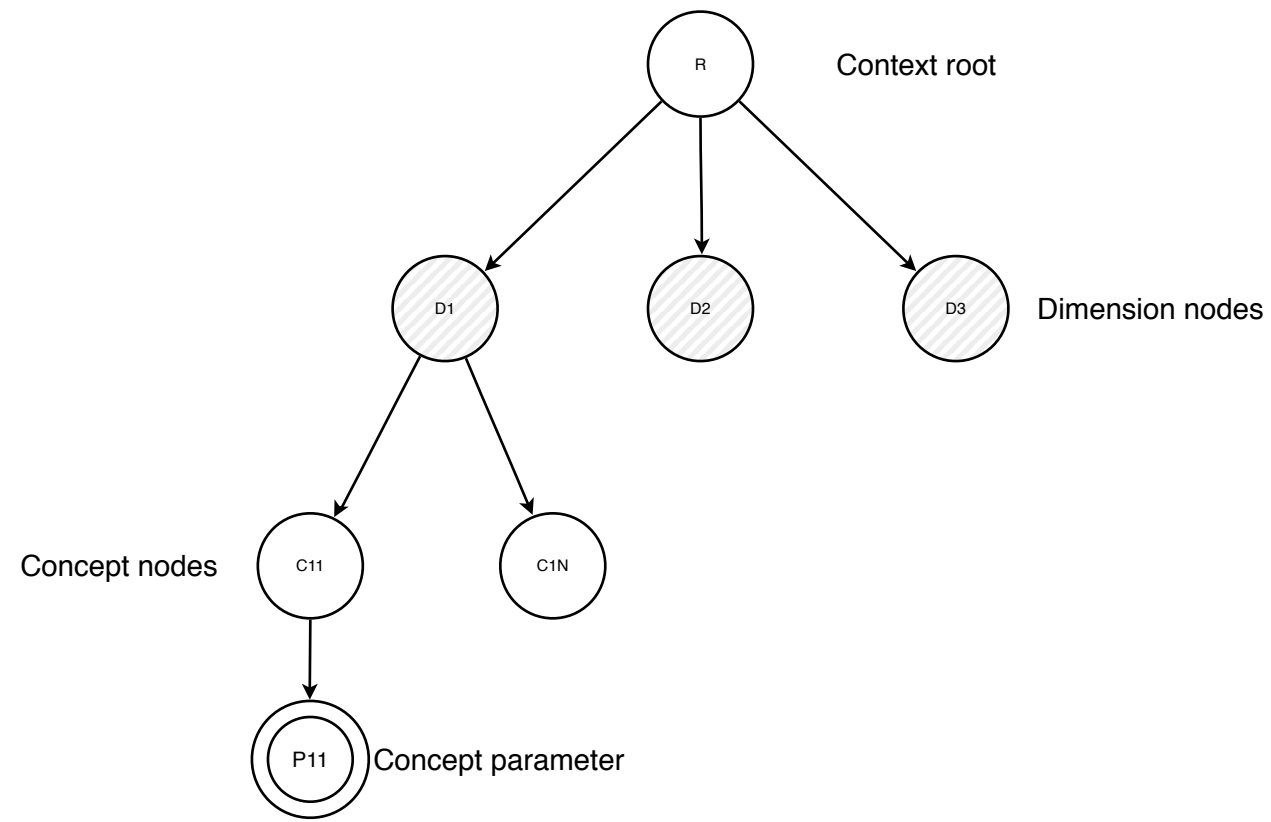 R
Context root
D1
D2
D3
Dimension nodes
Concept nodes
C11
C1N
P11
Concept parameter